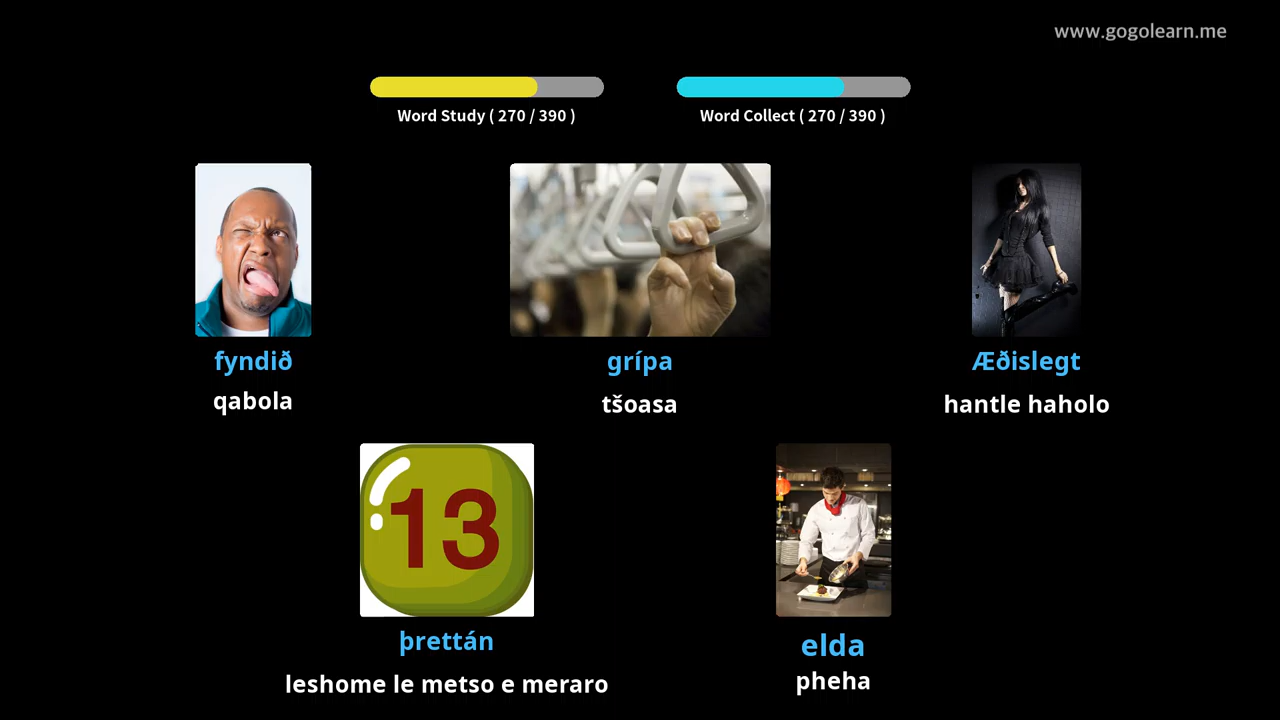 www.gogolearn.me
Word Study ( 270 / 390 )
Word Collect ( 270 / 390 )
fyndið
grípa
Æðislegt
qabola
tšoasa
hantle haholo
13
þrettán
elda
leshome le metso e meraro
pheha